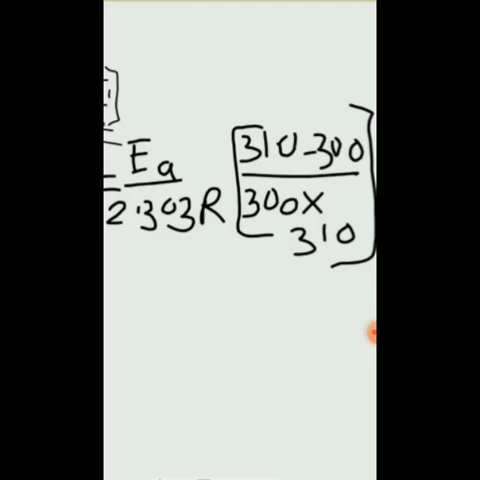 = Ea / 2.303R [310-300 / 300x
310]